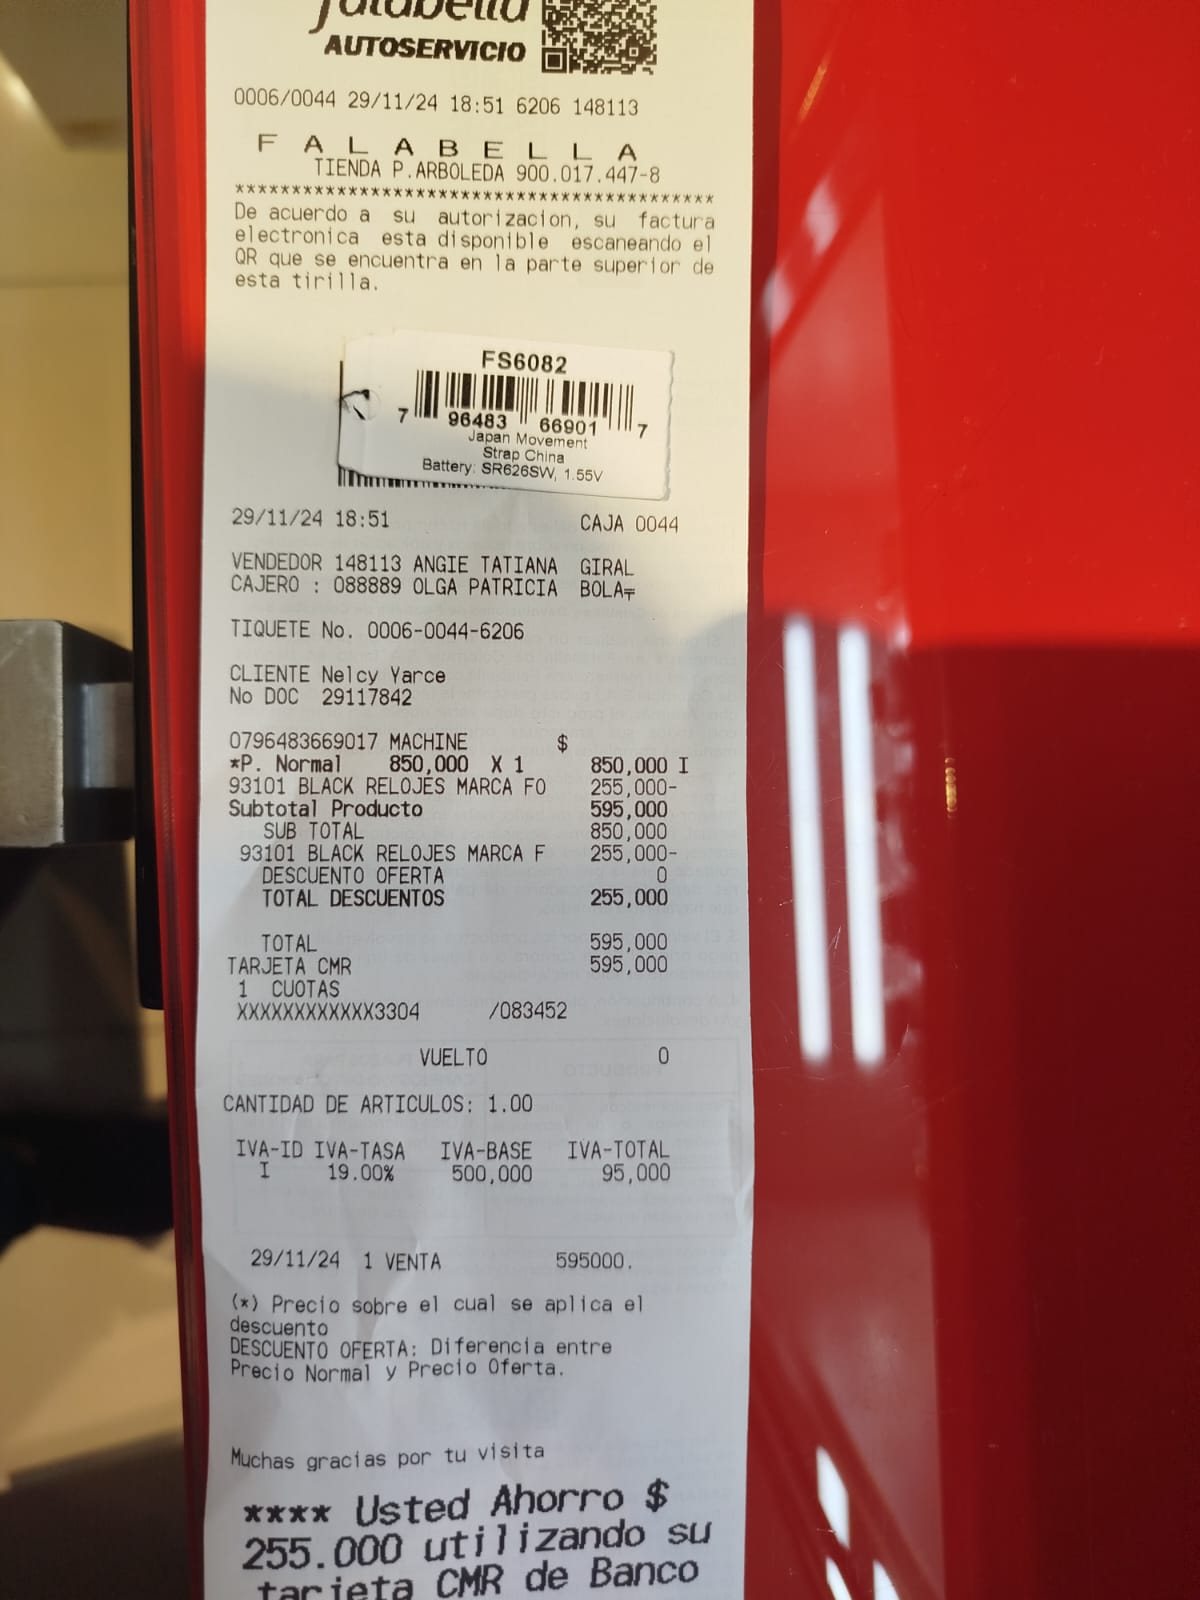 falabella
AUTOSERVICIO
0006/0044 29/11/24 18:51 6206 148113
F A L A B E L L A
TIENDA P.ARBOLEDA 900.017.447-8
******************************************
De acuerdo a su autorizacion, su factura
electronica esta disponible escaneando el
QR que se encuentra en la parte superior de
esta tirilla.
FS6082
7 96483 66901 7
Japan Movement
Strap China
Battery: SR626SW, 1.55V
29/11/24 18:51 CAJA 0044
VENDEDOR 148113 ANGIE TATIANA GIRAL
CAJERO : 088889 OLGA PATRICIA BOLA
TIQUETE No. 0006-0044-6206
CLIENTE Nelcy Yarce
No DOC 29117842
0796483669017 MACHINE $
*P. Normal 850,000 X 1 850,000 I
93101 BLACK RELOJES MARCA FO 255,000-
Subtotal Producto 595,000
SUB TOTAL 850,000
93101 BLACK RELOJES MARCA F 255,000-
DESCUENTO OFERTA 0
TOTAL DESCUENTOS 255,000
TOTAL 595,000
TARJETA CMR 595,000
1 CUOTAS
XXXXXXXXXXXX3304 /083452
VUELTO 0
CANTIDAD DE ARTICULOS: 1.00
IVA-ID IVA-TASA IVA-BASE IVA-TOTAL
I 19.00% 500,000 95,000
29/11/24 1 VENTA 595000.
(*) Precio sobre el cual se aplica el
descuento
DESCUENTO OFERTA: Diferencia entre
Precio Normal y Precio Oferta.
Muchas gracias por tu visita
**** Usted Ahorro $
255.000 utilizando su
tarjeta CMR de Banco